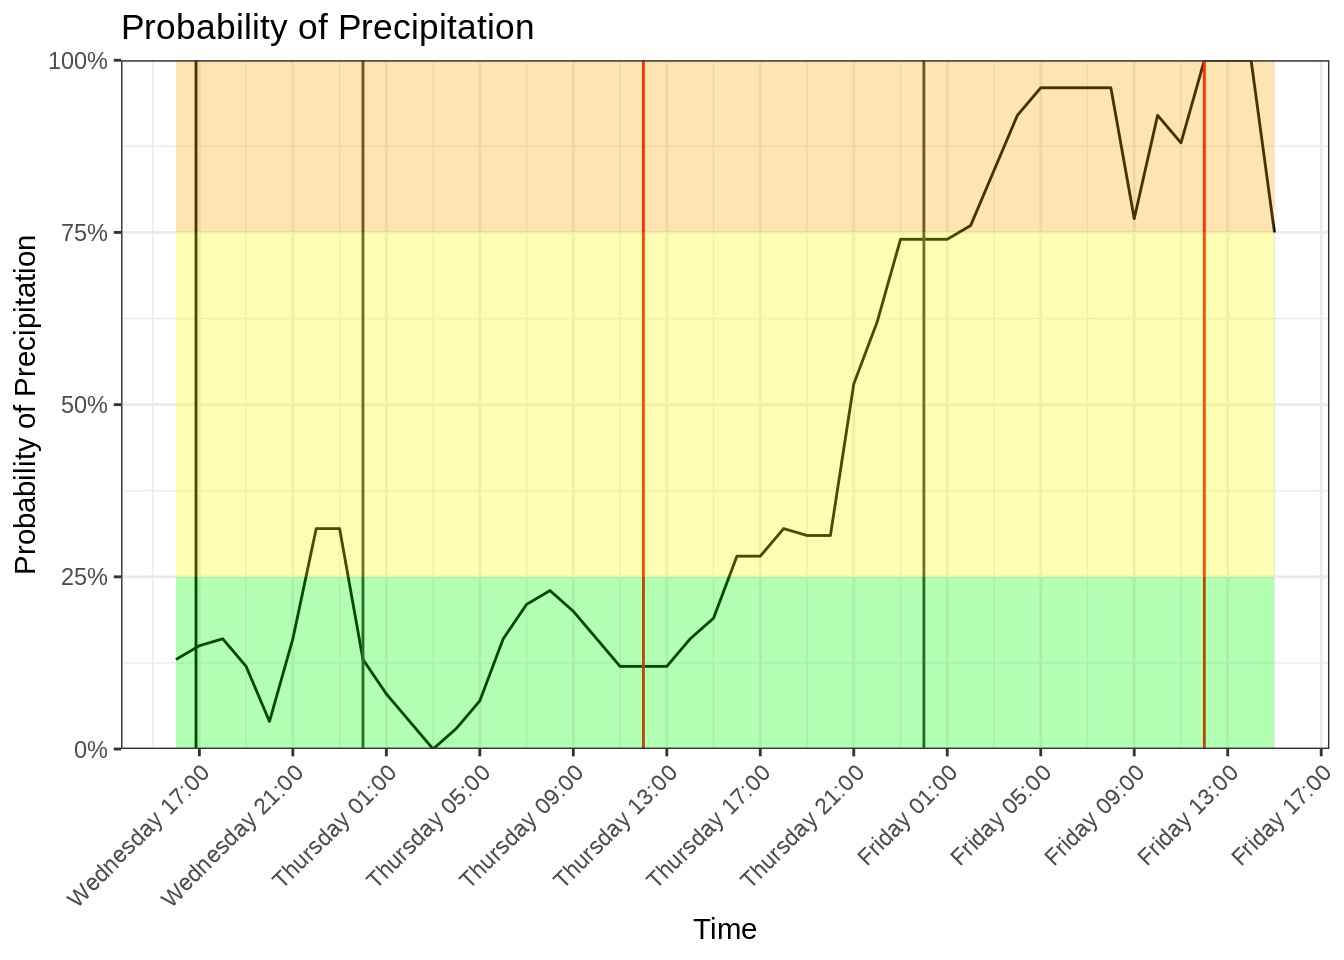 Probability of Precipitation
Probability of Precipitation
100%
75%
50%
25%
0%
Wednesday 17:00
Wednesday 21:00
Thursday 01:00
Thursday 05:00
Thursday 09:00
Thursday 13:00
Thursday 17:00
Thursday 21:00
Friday 01:00
Friday 05:00
Friday 09:00
Friday 13:00
Friday 17:00
Time